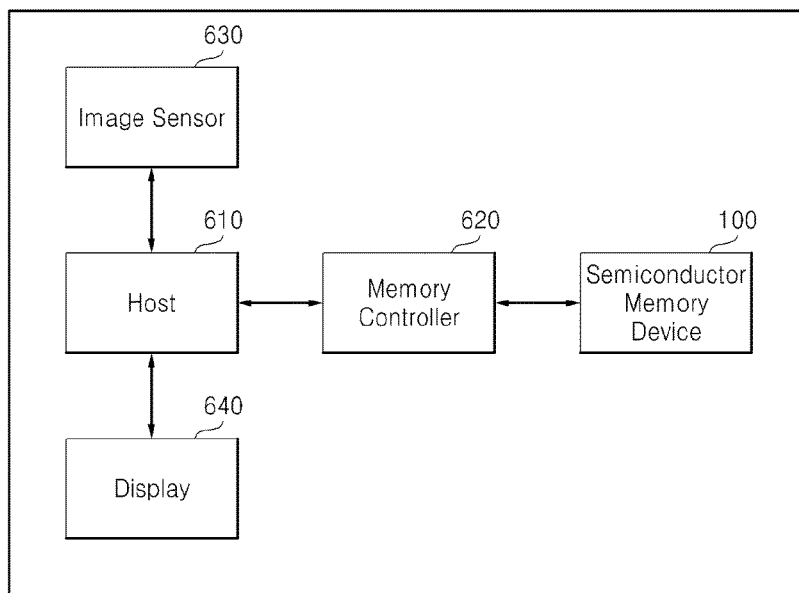 630
Image Sensor
610
Host
620
Memory
Controller
100
Semiconductor
Memory
Device
640
Display